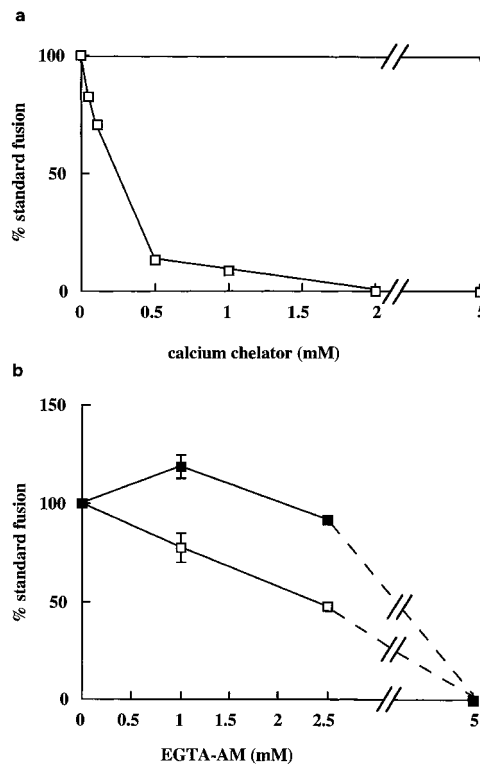 a
100
50
0
% standard fusion
0 0.5 1 1.5 2 5
calcium chelator (mM)
b
150
100
50
0
% standard fusion
0 0.5 1 1.5 2 2.5 5
EGTA-AM (mM)